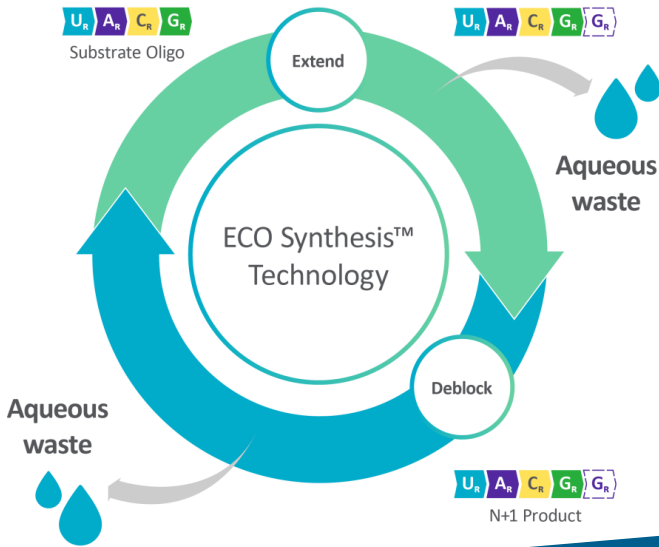 U_R A_R C_R G_R
Substrate Oligo
Extend
U_R A_R C_R G_R G_R
Aqueous
waste
ECO Synthesis™
Technology
Deblock
Aqueous
waste
U_R A_R C_R G_R G_R
N+1 Product